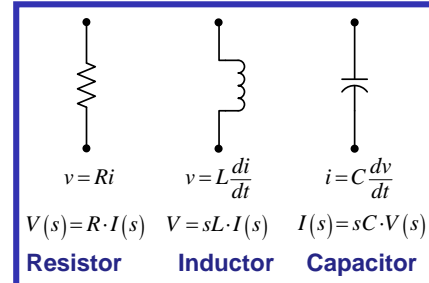 v = Ri v = L di/dt i = C dv/dt
V(s) = R·I(s) V = sL·I(s) I(s) = sC·V(s)
Resistor Inductor Capacitor